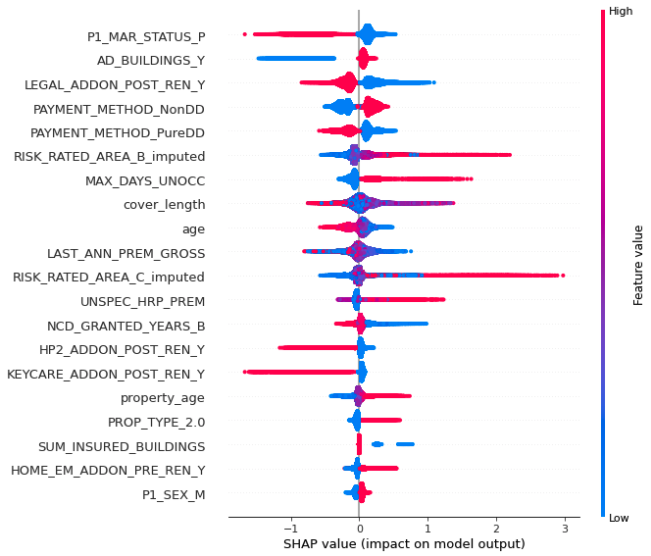 High
P1_MAR_STATUS_P
AD_BUILDINGS_Y
LEGAL_ADDON_POST_REN_Y
PAYMENT_METHOD_NonDD
PAYMENT_METHOD_PureDD
RISK_RATED_AREA_B_imputed
MAX_DAYS_UNOCC
cover_length
age
LAST_ANN_PREM_GROSS
RISK_RATED_AREA_C_imputed
UNSPEC_HRP_PREM
NCD_GRANTED_YEARS_B
HP2_ADDON_POST_REN_Y
KEYCARE_ADDON_POST_REN_Y
property_age
PROP_TYPE_2.0
SUM_INSURED_BUILDINGS
HOME_EM_ADDON_PRE_REN_Y
P1_SEX_M
Feature value
Low
−1 0 1 2 3
SHAP value (impact on model output)